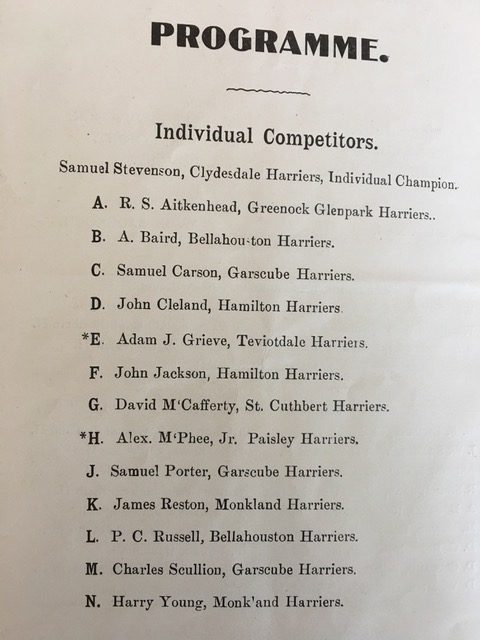 PROGRAMME.
Individual Competitors.
Samuel Stevenson, Clydesdale Harriers, Individual Champion.
A. R. S. Aitkenhead, Greenock Glenpark Harriers..
B. A. Baird, Bellahou·ton Harriers.
C. Samuel Carson, Garscube Harriers.
D. John Cleland, Hamilton Harriers
*E. Adam J. Grieve, Teviotdale Harriers.
F. John Jackson, Hamilton Harriers.
G. David M‘Cafferty, St. Cuthbert Harriers.
*H. Alex. M‘Phee, Jr. Paisley Harriers.
J. Samuel Porter, Garscube Harriers.
K. James Reston, Monkland Harriers.
L. P. C. Russell, Bellahouston Harriers.
M. Charles Scullion, Garscube Harriers.
N. Harry Young, Monk'and Harriers.